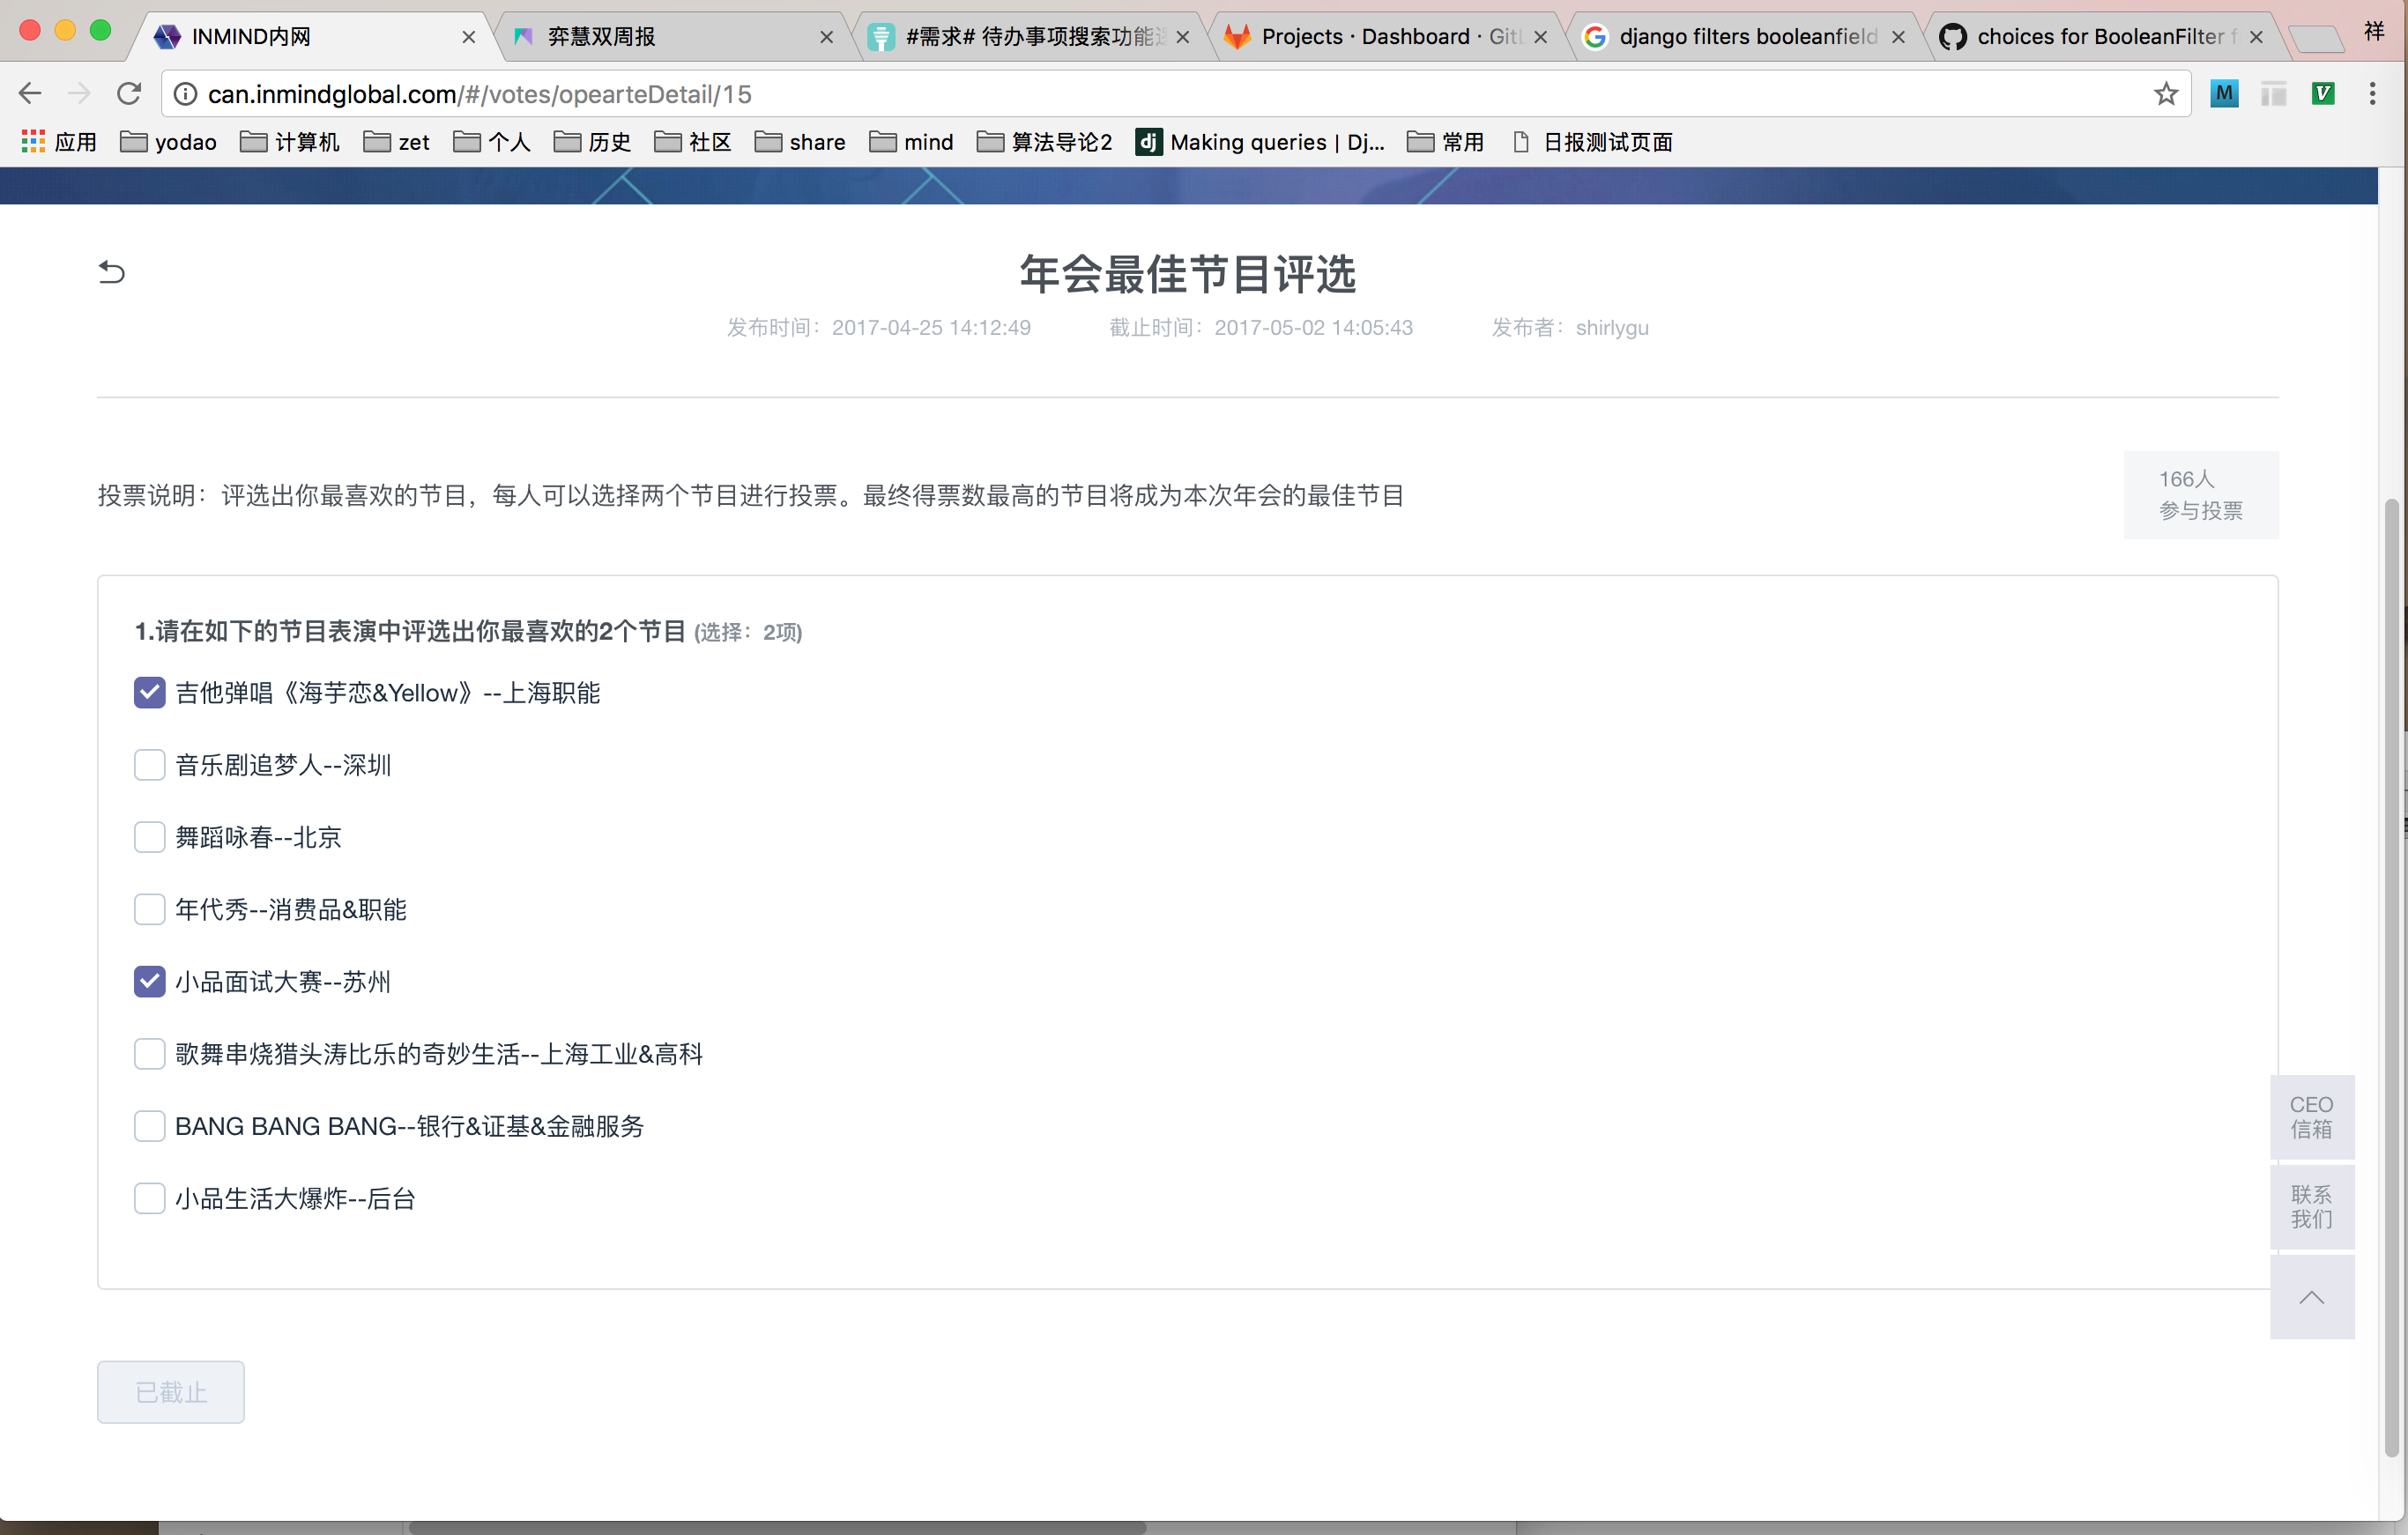 INMIND内网
弈慧双周报
#需求# 待办事项搜索功能
Projects · Dashboard · Git
django filters booleanfield
choices for BooleanFilter f
祥
can.inmindglobal.com/#/votes/opearteDetail/15
M
V
应用
yodao
计算机
zet
个人
历史
社区
share
mind
算法导论2
dj Making queries | Dj...
常用
日报测试页面
年会最佳节目评选
发布时间：2017-04-25 14:12:49 截止时间：2017-05-02 14:05:43 发布者：shirlygu
投票说明：评选出你最喜欢的节目，每人可以选择两个节目进行投票。最终得票数最高的节目将成为本次年会的最佳节目
166人
参与投票
1.请在如下的节目表演中评选出你最喜欢的2个节目 (选择：2项)
吉他弹唱《海芋恋&Yellow》--上海职能
音乐剧追梦人--深圳
舞蹈咏春--北京
年代秀--消费品&职能
小品面试大赛--苏州
歌舞串烧猎头涛比乐的奇妙生活--上海工业&高科
BANG BANG BANG--银行&证基&金融服务
小品生活大爆炸--后台
CEO
信箱
联系
我们
已截止